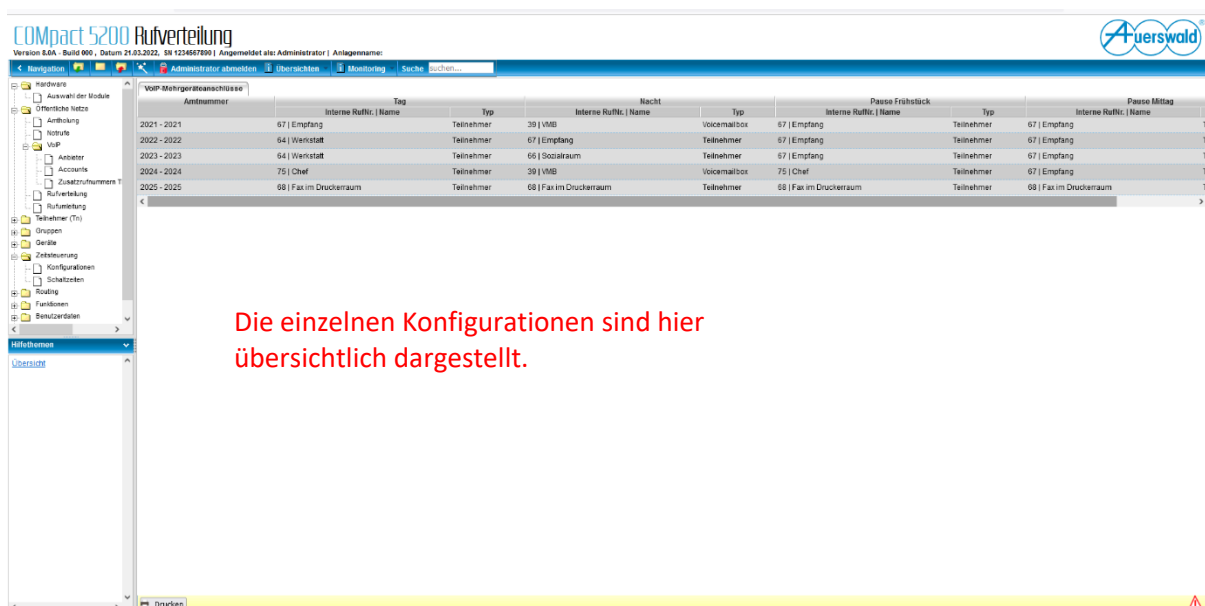 COMpact 5200 Rufverteilung
Auerswald
Version 8.0A - Build 000 , Datum 21.03.2022, SN 1234567890 | Angemeldet als: Administrator | Anlagenname:
Navigation Administrator abmelden Übersichten Monitoring Suche suchen...
Hardware
Auswahl der Module
Öffentliche Netze
Amtholung
Notrufe
VoIP
Anbieter
Accounts
Zusatzrufnummern T
Rufverteilung
Rufumleitung
Teilnehmer (Tn)
Gruppen
Geräte
Zeitsteuerung
Konfigurationen
Schaltzeiten
Routing
Funktionen
Benutzerdaten
Hilfethemen
Übersicht
VoIP-Mehrgeräteanschlüsse
Amtnummer Tag Nacht Pause Frühstück Pause Mittag
Interne RufNr. | Name Typ Interne RufNr. | Name Typ Interne RufNr. | Name Typ Interne RufNr. | Name
2021 - 2021 67 | Empfang Teilnehmer 39 | VMB Voicemailbox 67 | Empfang Teilnehmer 67 | Empfang
2022 - 2022 64 | Werkstatt Teilnehmer 67 | Empfang Teilnehmer 67 | Empfang Teilnehmer 67 | Empfang
2023 - 2023 64 | Werkstatt Teilnehmer 66 | Sozialraum Teilnehmer 67 | Empfang Teilnehmer 67 | Empfang
2024 - 2024 75 | Chef Teilnehmer 39 | VMB Voicemailbox 75 | Chef Teilnehmer 67 | Empfang
2025 - 2025 68 | Fax im Druckerraum Teilnehmer 68 | Fax im Druckerraum Teilnehmer 68 | Fax im Druckerraum Teilnehmer 68 | Fax im Druckerraum
Die einzelnen Konfigurationen sind hier
übersichtlich dargestellt.
Drucken